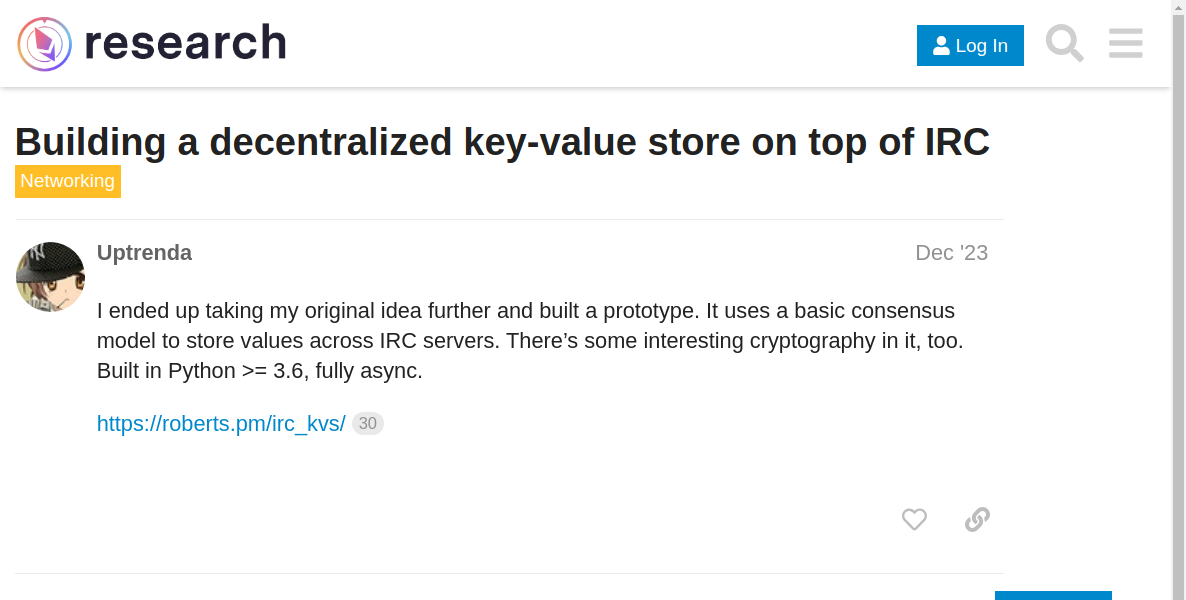 research
Log In
Building a decentralized key-value store on top of IRC
Networking
Uptrenda
Dec '23
I ended up taking my original idea further and built a prototype. It uses a basic consensus
model to store values across IRC servers. There’s some interesting cryptography in it, too.
Built in Python >= 3.6, fully async.
https://roberts.pm/irc_kvs/ 30